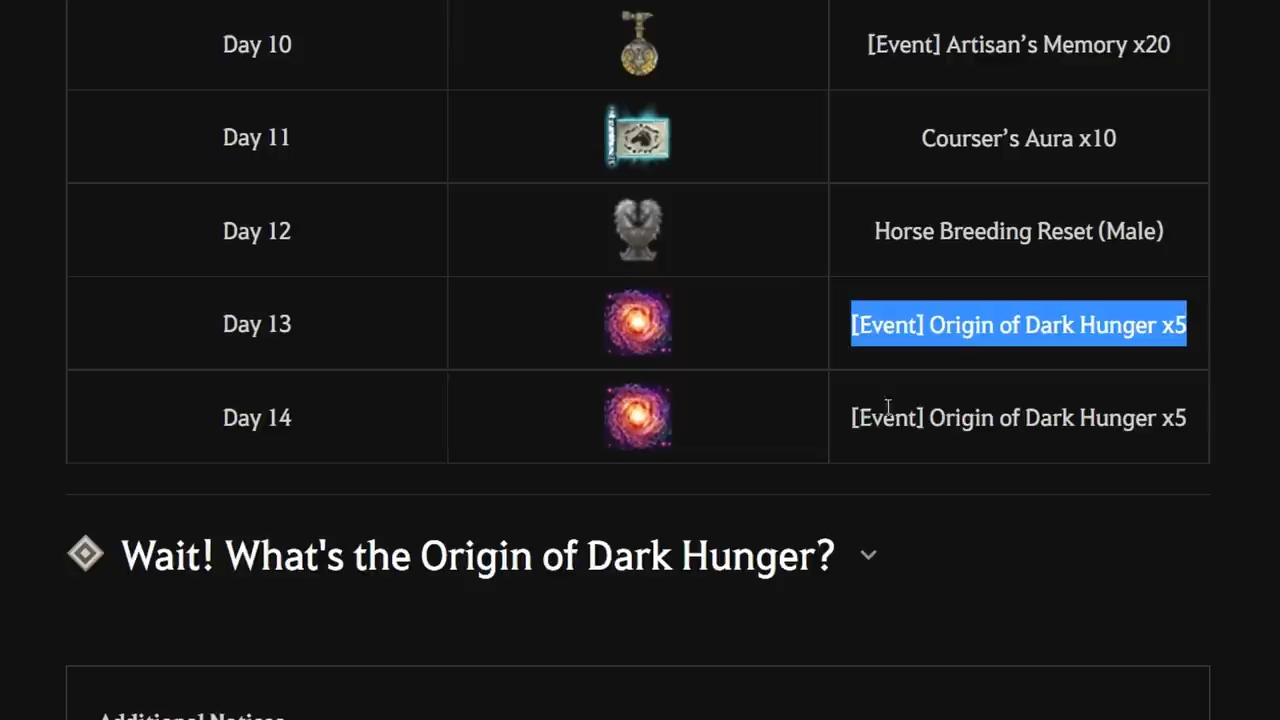 Day 10
[Event] Artisan’s Memory x20
Day 11
Courser’s Aura x10
Day 12
Horse Breeding Reset (Male)
Day 13
[Event] Origin of Dark Hunger x5
Day 14
[Event] Origin of Dark Hunger x5
Wait! What's the Origin of Dark Hunger?
Additional Notices